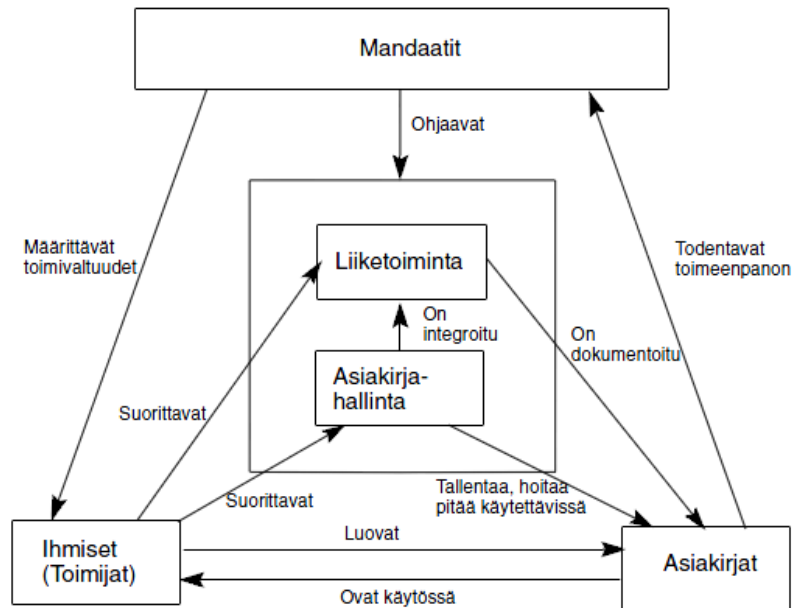 Mandaatit
Ohjaavat
Määrittävät
toimivaltuudet
Todentavat
toimeenpanon
Liiketoiminta
On
integroitu
On
dokumentoitu
Asiakirja-
hallinta
Suorittavat
Suorittavat
Tallentaa, hoitaa
pitää käytettävissä
Ihmiset
(Toimijat)
Luovat
Asiakirjat
Ovat käytössä